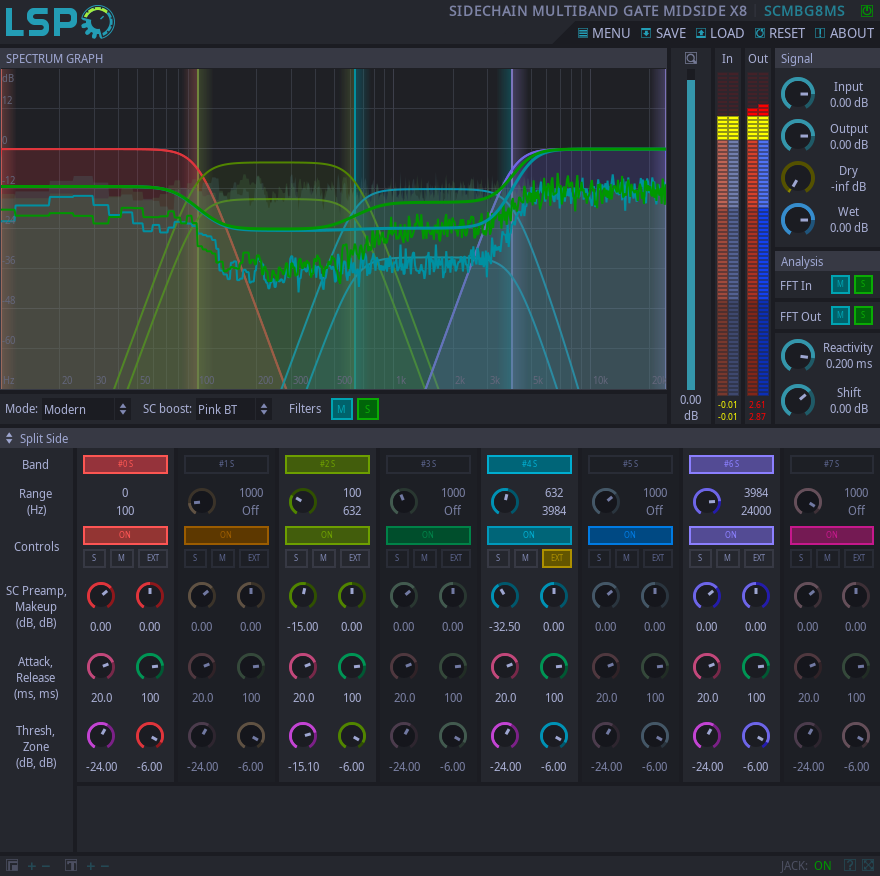 LSP
SIDECHAIN MULTIBAND GATE MIDSIDE X8 | SCMBG8MS
MENU SAVE LOAD RESET ABOUT
SPECTRUM GRAPH
In Out Signal
dB
12
0
-12
-36
-48
-60
Hz 20 30 50 100 200 300 500 1k 2k 3k 5k 10k 20k
0.00
dB
-0.01 2.61
-0.01 2.87
Input
0.00 dB
Output
0.00 dB
Dry
-inf dB
Wet
0.00 dB
Analysis
FFT In M S
FFT Out M S
Reactivity
0.200 ms
Shift
0.00 dB
Mode: Modern SC boost: Pink BT Filters M S
Split Side
Band #0 S #1 S #2 S #3 S #4 S #5 S #6 S #7 S
Range 0 1000 100 1000 632 1000 3984 1000
(Hz) 100 Off 632 Off 3984 Off 24000 Off
Controls
ON ON ON ON ON ON ON ON
S M EXT S M EXT S M EXT S M EXT S M EXT S M EXT S M EXT S M EXT
SC Preamp,
Makeup
(dB, dB) 0.00 0.00 0.00 0.00 -15.00 0.00 0.00 0.00 -32.50 0.00 0.00 0.00 0.00 0.00 0.00 0.00
Attack,
Release
(ms, ms) 20.0 100 20.0 100 20.0 100 20.0 100 20.0 100 20.0 100 20.0 100 20.0 100
Thresh,
Zone
(dB, dB) -24.00 -6.00 -24.00 -6.00 -15.10 -6.00 -24.00 -6.00 -24.00 -6.00 -24.00 -6.00 -24.00 -6.00 -24.00 -6.00
JACK: ON